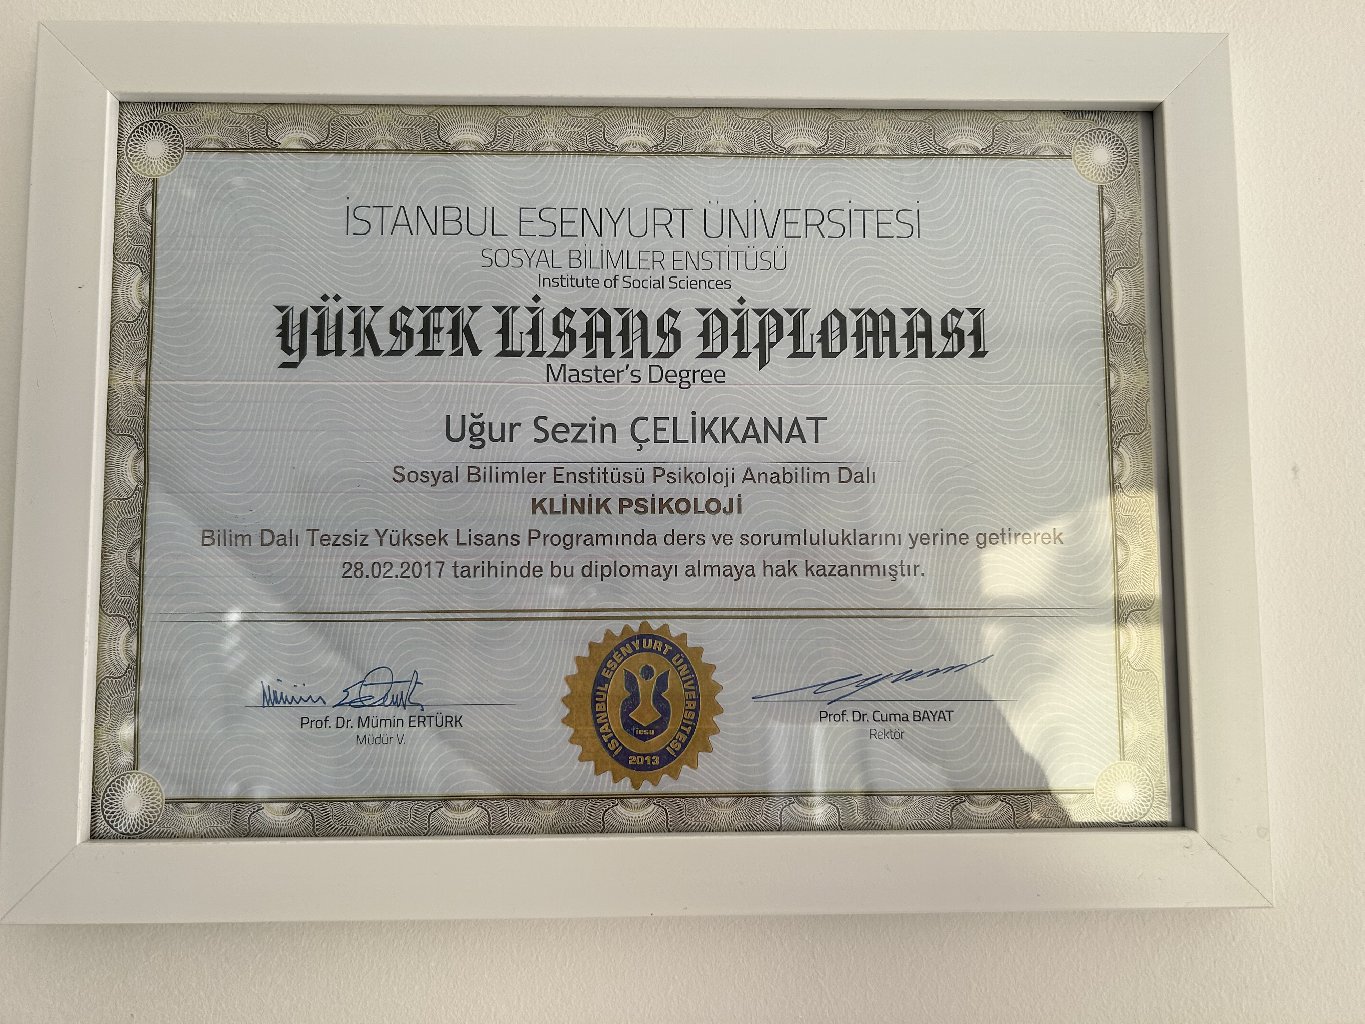 İSTANBUL ESENYURT ÜNİVERSİTESİ
SOSYAL BİLİMLER ENSTİTÜSÜ
Institute of Social Sciences
YÜKSEK LİSANS DİPLOMASI
Master's Degree
Uğur Sezin ÇELİKKANAT
Sosyal Bilimler Enstitüsü Psikoloji Anabilim Dalı
KLİNİK PSİKOLOJİ
Bilim Dalı Tezsiz Yüksek Lisans Programında ders ve sorumluluklarını yerine getirerek
28.02.2017 tarihinde bu diplomayı almaya hak kazanmıştır.
Prof. Dr. Mümin ERTÜRK
Müdür V.
İSTANBUL ESENYURT ÜNİVERSİTESİ
iesu
2013
Prof. Dr. Cuma BAYAT
Rektör